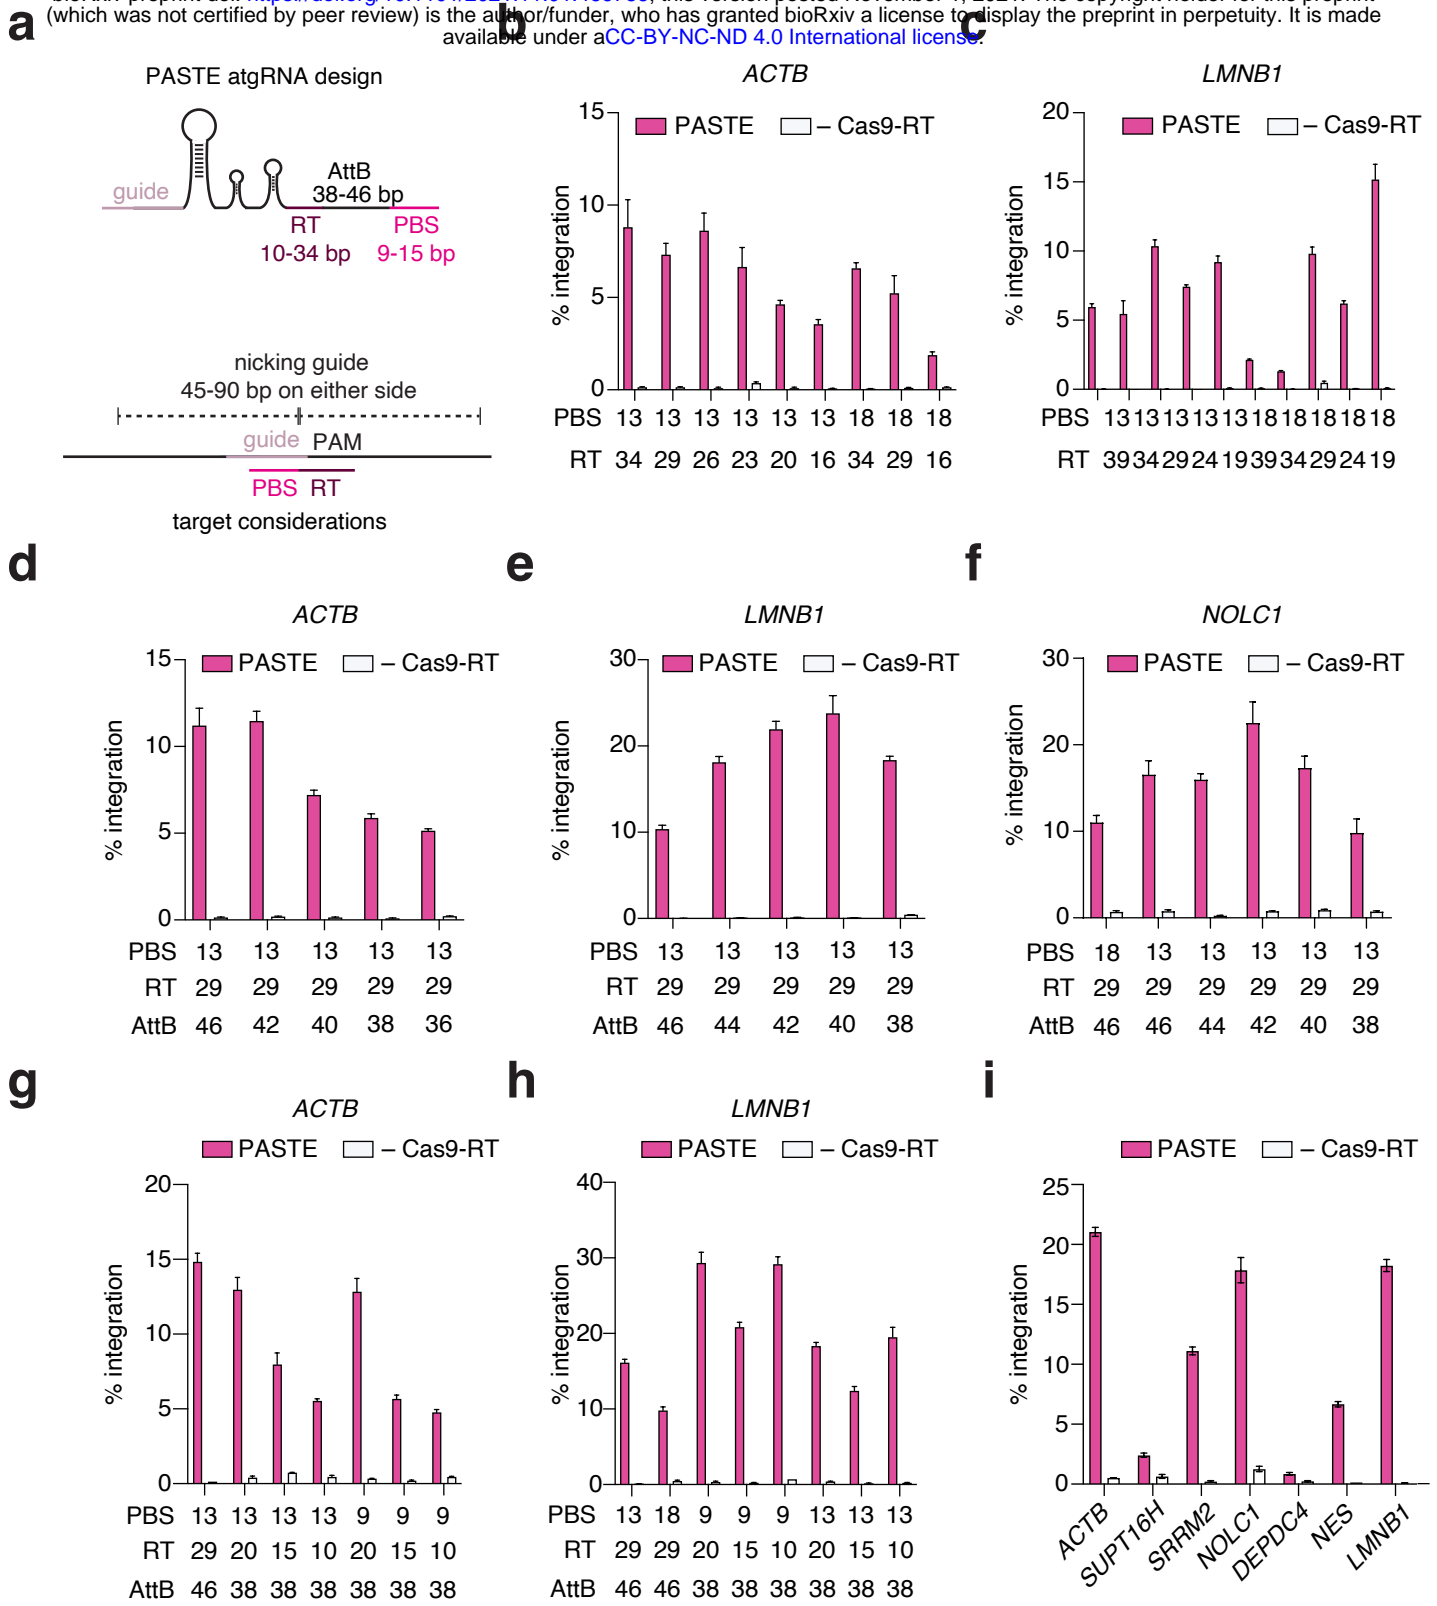 (which was not certified by peer review) is the author/funder, who has granted bioRxiv a license to display the preprint in perpetuity. It is made
available under aCC-BY-NC-ND 4.0 International license.
a
PASTE atgRNA design
guide
AttB
38-46 bp
RT
PBS
10-34 bp
9-15 bp
nicking guide
45-90 bp on either side
guide
PAM
PBS
RT
target considerations
b
ACTB
PASTE
– Cas9-RT
% integration
15
10
5
0
PBS 13 13 13 13 13 13 18 18 18
RT 34 29 26 23 20 16 34 29 16
c
LMNB1
PASTE
– Cas9-RT
% integration
20
15
10
5
0
PBS 13 13 13 13 13 18 18 18 18 18
RT 39 34 29 24 19 39 34 29 24 19
d
ACTB
PASTE
– Cas9-RT
% integration
15
10
5
0
PBS 13 13 13 13 13
RT 29 29 29 29 29
AttB 46 42 40 38 36
e
LMNB1
PASTE
– Cas9-RT
% integration
30
20
10
0
PBS 13 13 13 13 13
RT 29 29 29 29 29
AttB 46 44 42 40 38
f
NOLC1
PASTE
– Cas9-RT
% integration
30
20
10
0
PBS 18 13 13 13 13 13
RT 29 29 29 29 29 29
AttB 46 46 44 42 40 38
g
ACTB
PASTE
– Cas9-RT
% integration
20
15
10
5
0
PBS 13 13 13 13 9 9 9
RT 29 20 15 10 20 15 10
AttB 46 38 38 38 38 38 38
h
LMNB1
PASTE
– Cas9-RT
% integration
40
30
20
10
0
PBS 13 18 9 9 9 13 13 13
RT 29 29 20 15 10 20 15 10
AttB 46 46 38 38 38 38 38 38
i
PASTE
– Cas9-RT
% integration
25
20
15
10
5
0
ACTB
SUPT16H
SRRM2
NOLC1
DEPDC4
NES
LMNB1